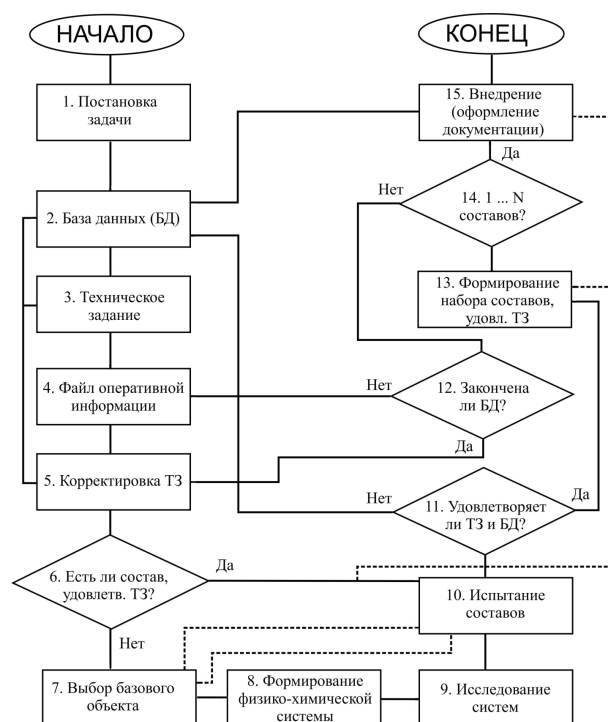 НАЧАЛО
КОНЕЦ
1. Постановка
задачи
15. Внедрение
(оформление
документации)
Да
Нет
14. 1 ... N
составов?
2. База данных (БД)
3. Техническое
задание
13. Формирование
набора составов,
удовл. ТЗ
4. Файл оперативной
информации
Нет
12. Закончена
ли БД?
Да
5. Корректировка ТЗ
Нет
11. Удовлетворяет
ли ТЗ и БД?
Да
6. Есть ли состав,
удовлетв. ТЗ?
Да
10. Испытание
составов
Нет
7. Выбор базового
объекта
8. Формирование
физико-химической
системы
9. Исследование
систем